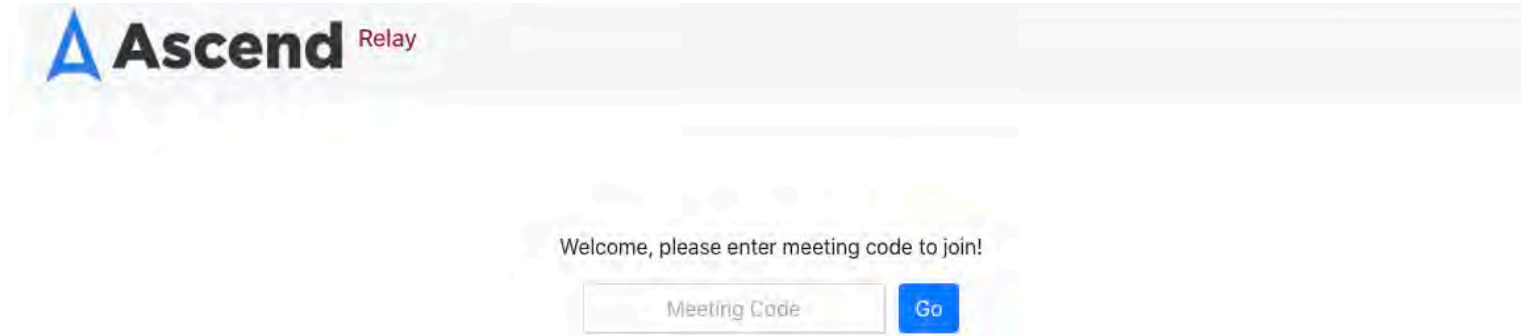 Ascend Relay
Welcome, please enter meeting code to join!
Meeting Code Go